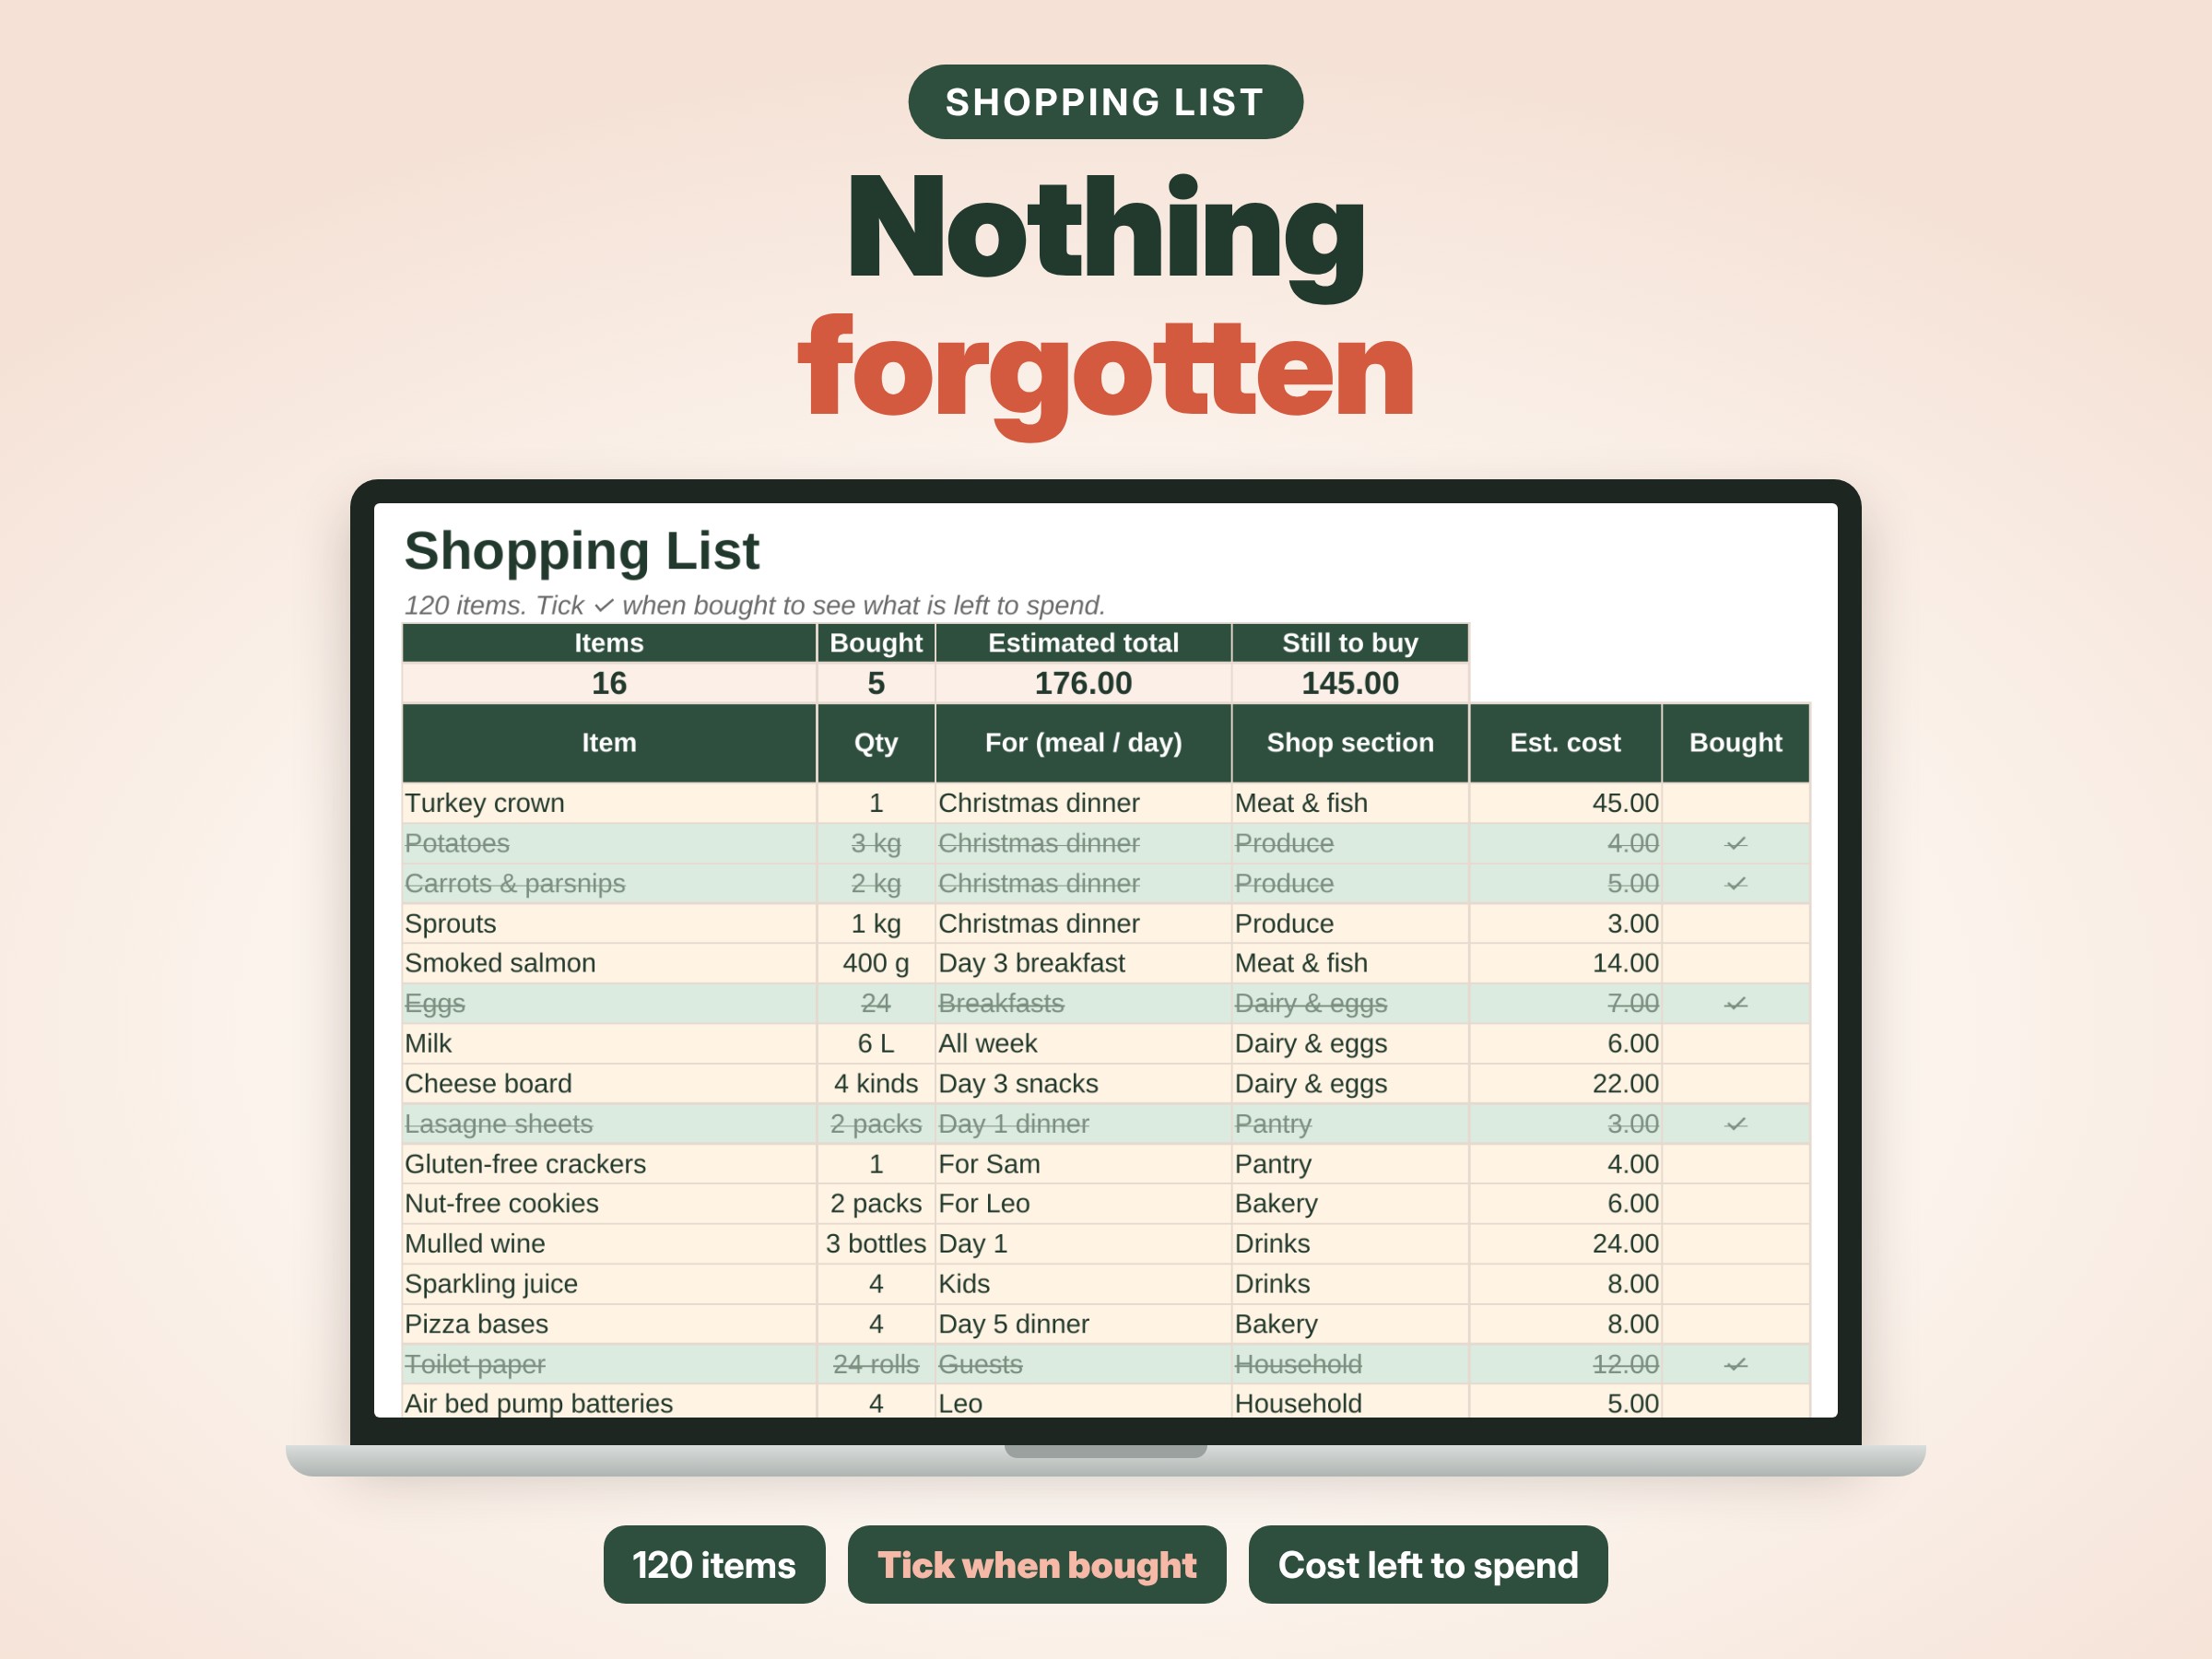 SHOPPING LIST
Nothing
forgotten
Shopping List
120 items. Tick ✓ when bought to see what is left to spend.
Items Bought Estimated total Still to buy
16 5 176.00 145.00
Item Qty For (meal / day) Shop section Est. cost Bought
Turkey crown 1 Christmas dinner Meat & fish 45.00
Potatoes 3 kg Christmas dinner Produce 4.00 ✓
Carrots & parsnips 2 kg Christmas dinner Produce 5.00 ✓
Sprouts 1 kg Christmas dinner Produce 3.00
Smoked salmon 400 g Day 3 breakfast Meat & fish 14.00
Eggs 24 Breakfasts Dairy & eggs 7.00 ✓
Milk 6 L All week Dairy & eggs 6.00
Cheese board 4 kinds Day 3 snacks Dairy & eggs 22.00
Lasagne sheets 2 packs Day 1 dinner Pantry 3.00 ✓
Gluten-free crackers 1 For Sam Pantry 4.00
Nut-free cookies 2 packs For Leo Bakery 6.00
Mulled wine 3 bottles Day 1 Drinks 24.00
Sparkling juice 4 Kids Drinks 8.00
Pizza bases 4 Day 5 dinner Bakery 8.00
Toilet paper 24 rolls Guests Household 12.00 ✓
Air bed pump batteries 4 Leo Household 5.00
120 items Tick when bought Cost left to spend